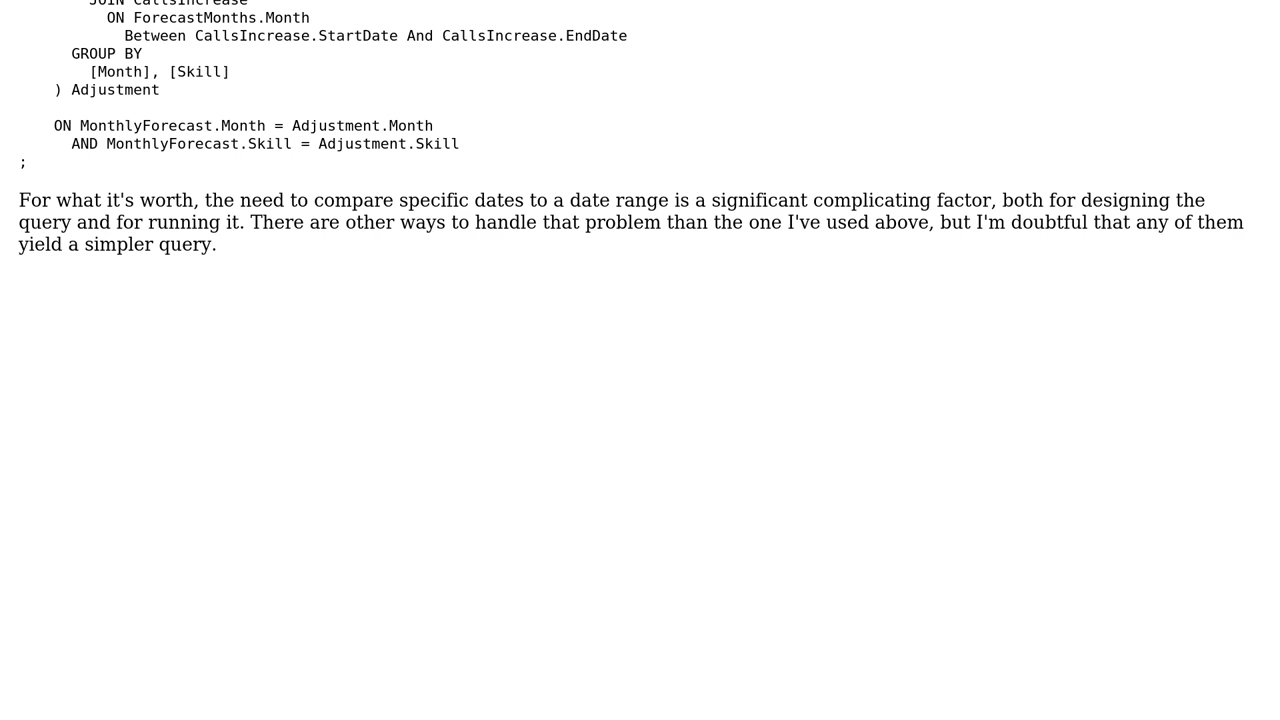 JOIN CallsIncrease
ON ForecastMonths.Month
Between CallsIncrease.StartDate And CallsIncrease.EndDate
GROUP BY
[Month], [Skill]
) Adjustment
ON MonthlyForecast.Month = Adjustment.Month
AND MonthlyForecast.Skill = Adjustment.Skill
;
For what it's worth, the need to compare specific dates to a date range is a significant complicating factor, both for designing the
query and for running it. There are other ways to handle that problem than the one I've used above, but I'm doubtful that any of them
yield a simpler query.